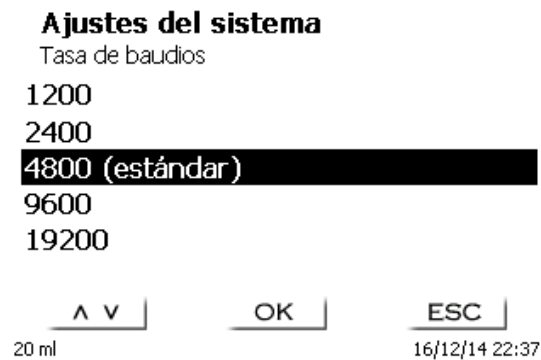 Ajustes del sistema
Tasa de baudios
1200
2400
4800 (estándar)
9600
19200
∧ ∨ OK ESC
20 ml 16/12/14 22:37